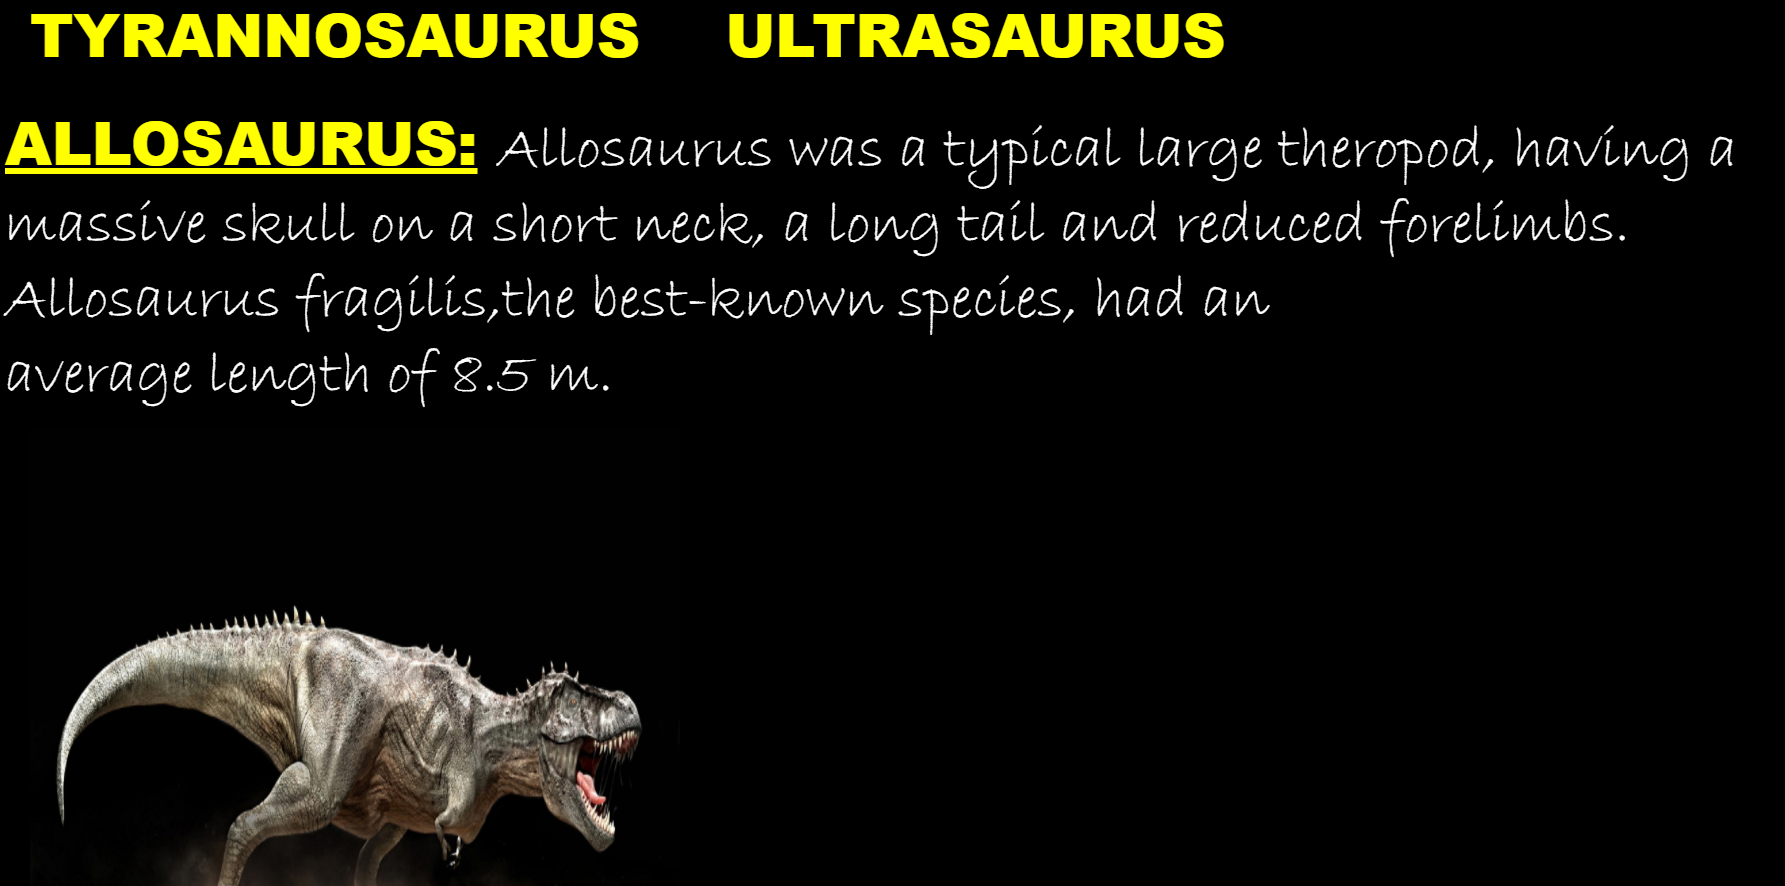 TYRANNOSAURUS ULTRASAURUS
ALLOSAURUS: Allosaurus was a typical large theropod, having a
massive skull on a short neck, a long tail and reduced forelimbs.
Allosaurus fragilis,the best-known species, had an
average length of 8.5 m.